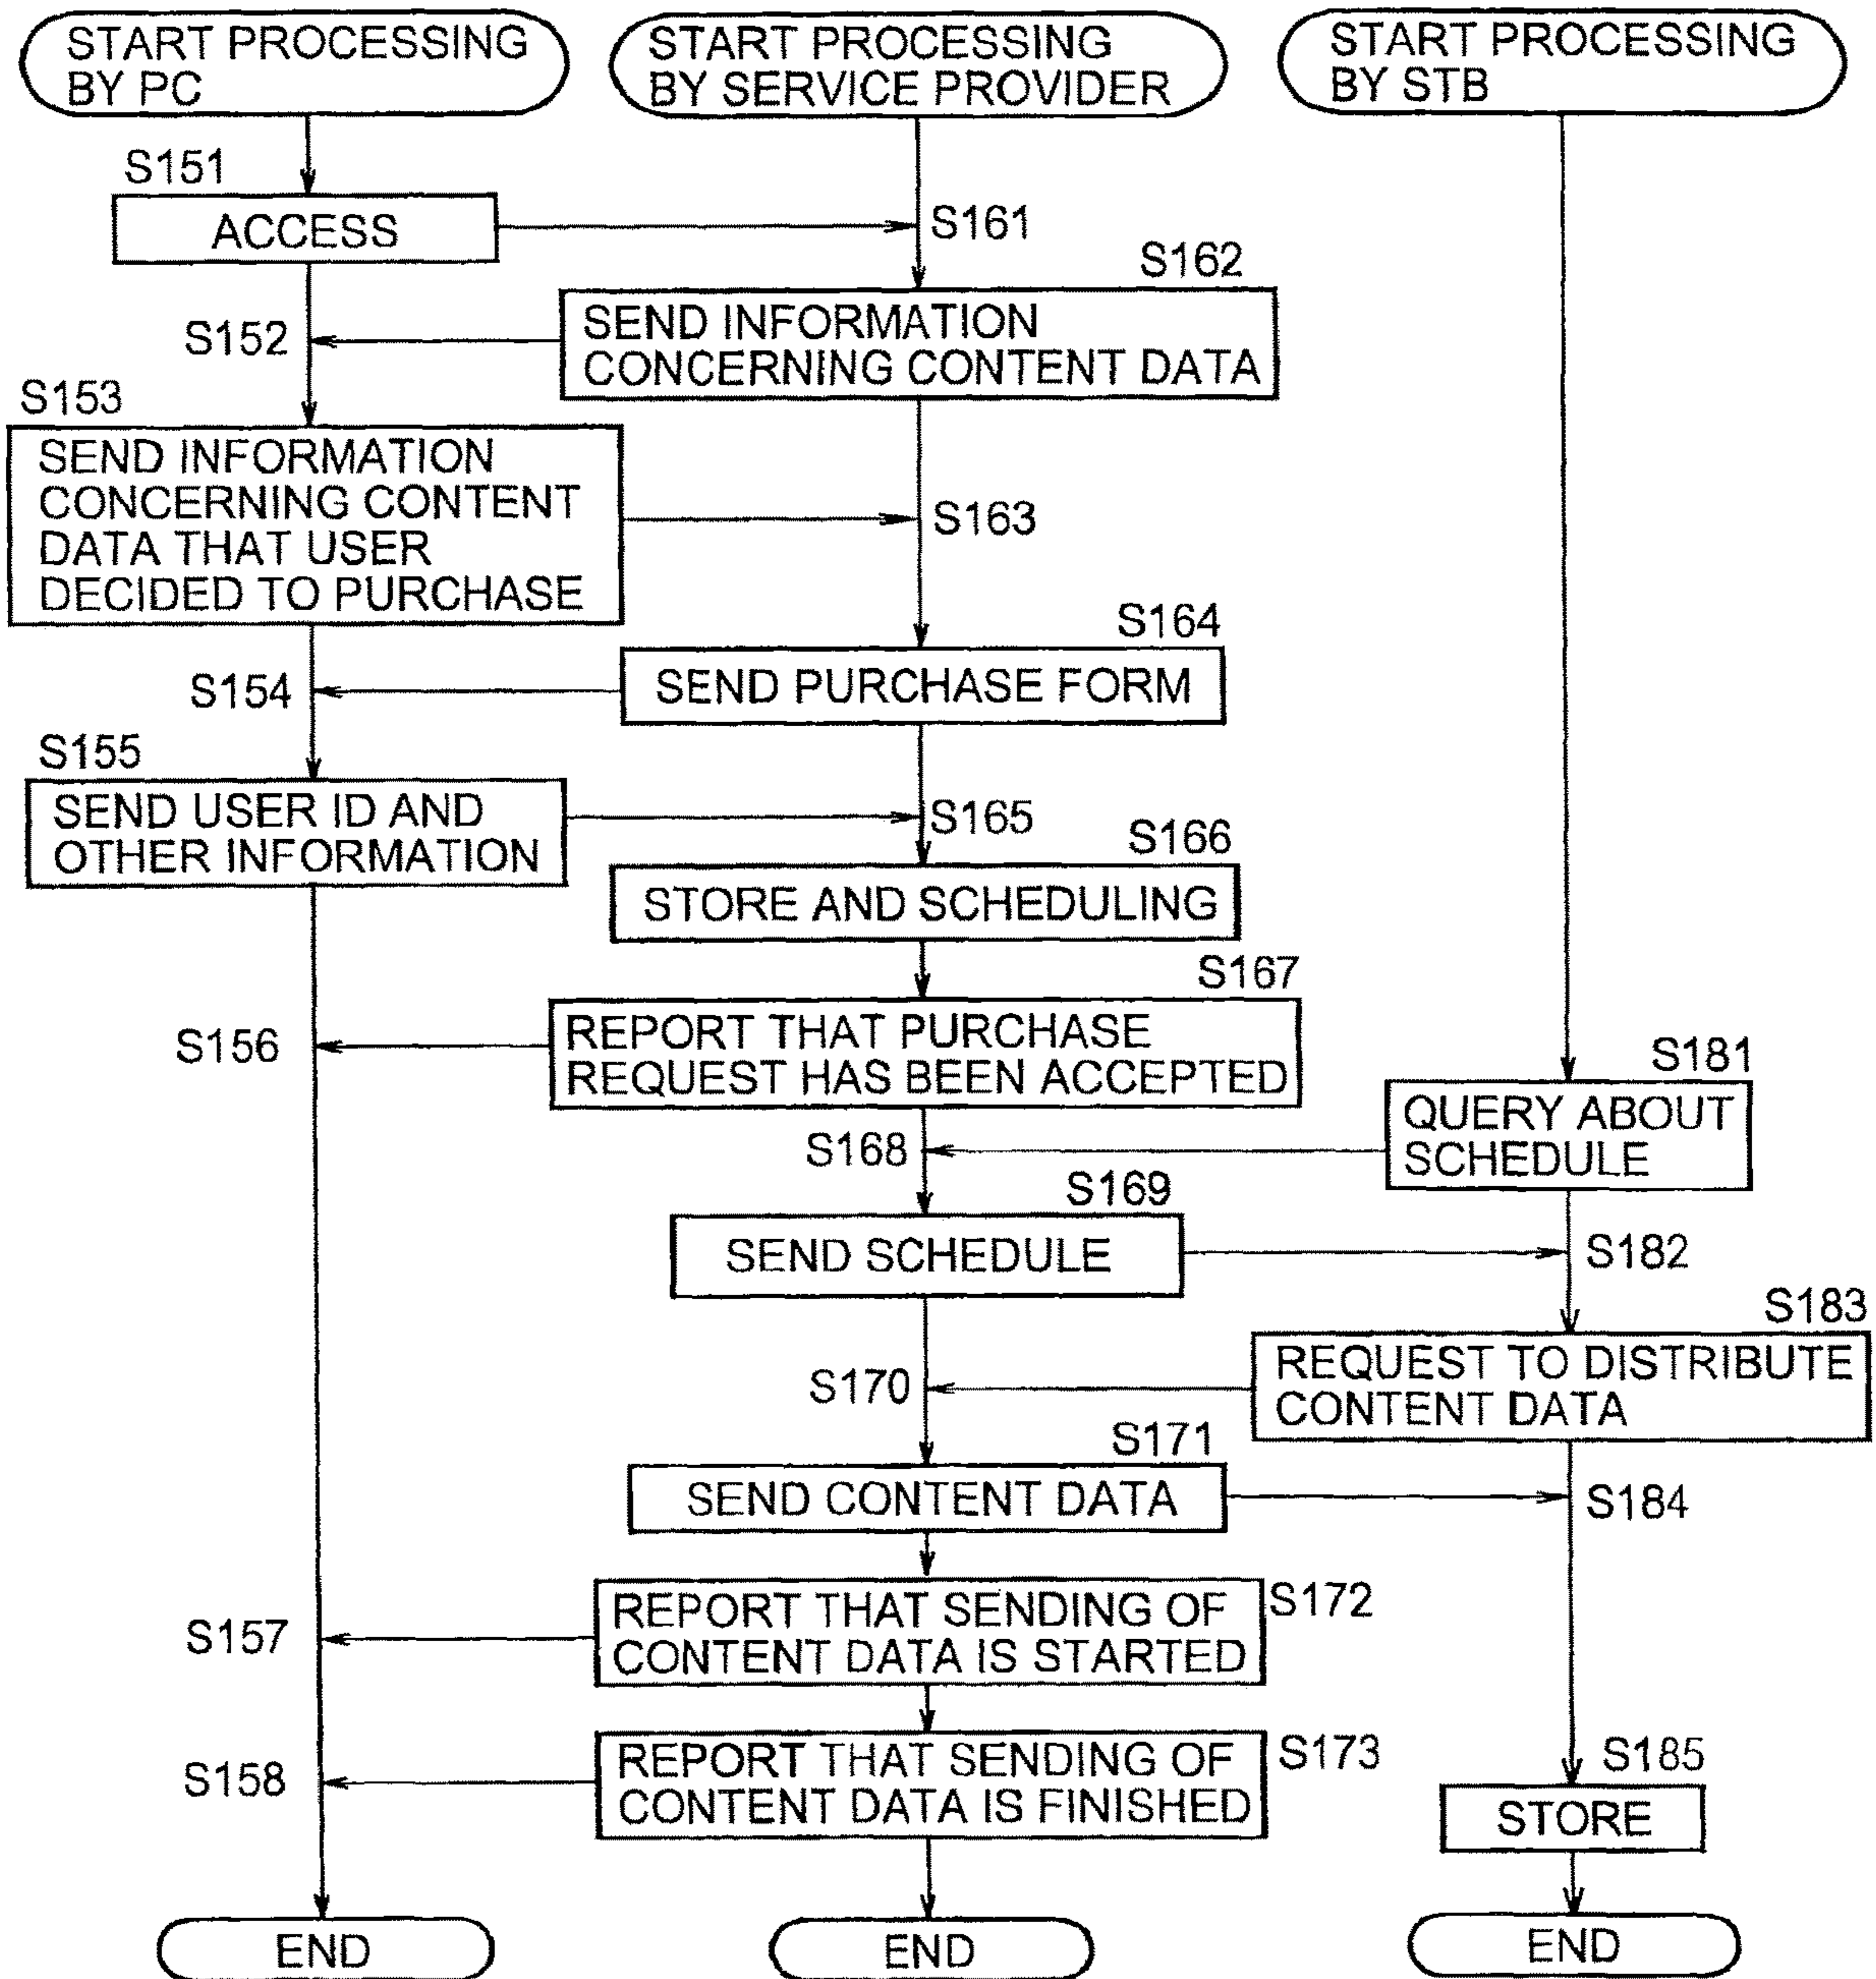 START PROCESSING
BY PC
START PROCESSING
BY SERVICE PROVIDER
START PROCESSING
BY STB
S151
ACCESS
S161
S162
SEND INFORMATION
CONCERNING CONTENT DATA
S152
S153
SEND INFORMATION
CONCERNING CONTENT
DATA THAT USER
DECIDED TO PURCHASE
S163
S164
SEND PURCHASE FORM
S154
S155
SEND USER ID AND
OTHER INFORMATION
S165
S166
STORE AND SCHEDULING
S167
REPORT THAT PURCHASE
REQUEST HAS BEEN ACCEPTED
S156
S181
QUERY ABOUT
SCHEDULE
S168
S169
SEND SCHEDULE
S182
S183
REQUEST TO DISTRIBUTE
CONTENT DATA
S170
S171
SEND CONTENT DATA
S184
S172
REPORT THAT SENDING OF
CONTENT DATA IS STARTED
S157
S173
REPORT THAT SENDING OF
CONTENT DATA IS FINISHED
S158
S185
STORE
END
END
END